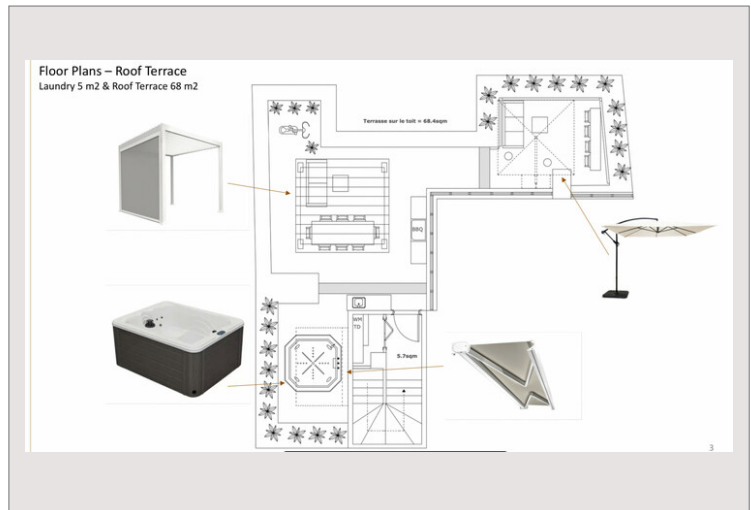 Floor Plans – Roof Terrace
Laundry 5 m2 & Roof Terrace 68 m2
Terrasse sur le toit = 68.4sqm
BBQ
WM
TD
5.7sqm
3